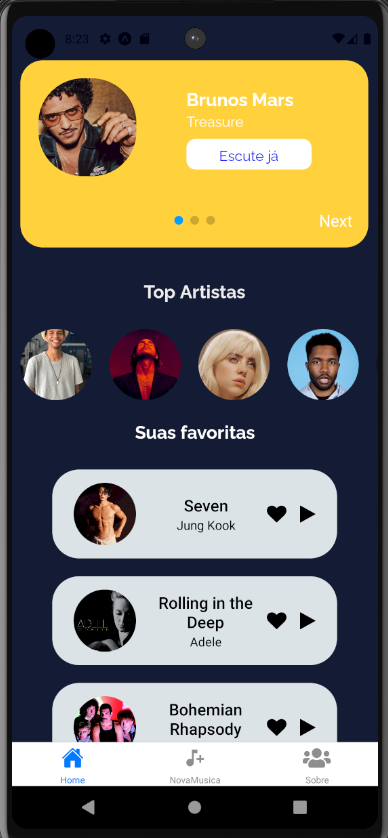 8:23
Brunos Mars
Treasure
Escute já
Next
Top Artistas
Suas favoritas
Seven
Jung Kook
Rolling in the
Deep
Adele
ADELE
Bohemian
Rhapsody
Home
NovaMusica
Sobre